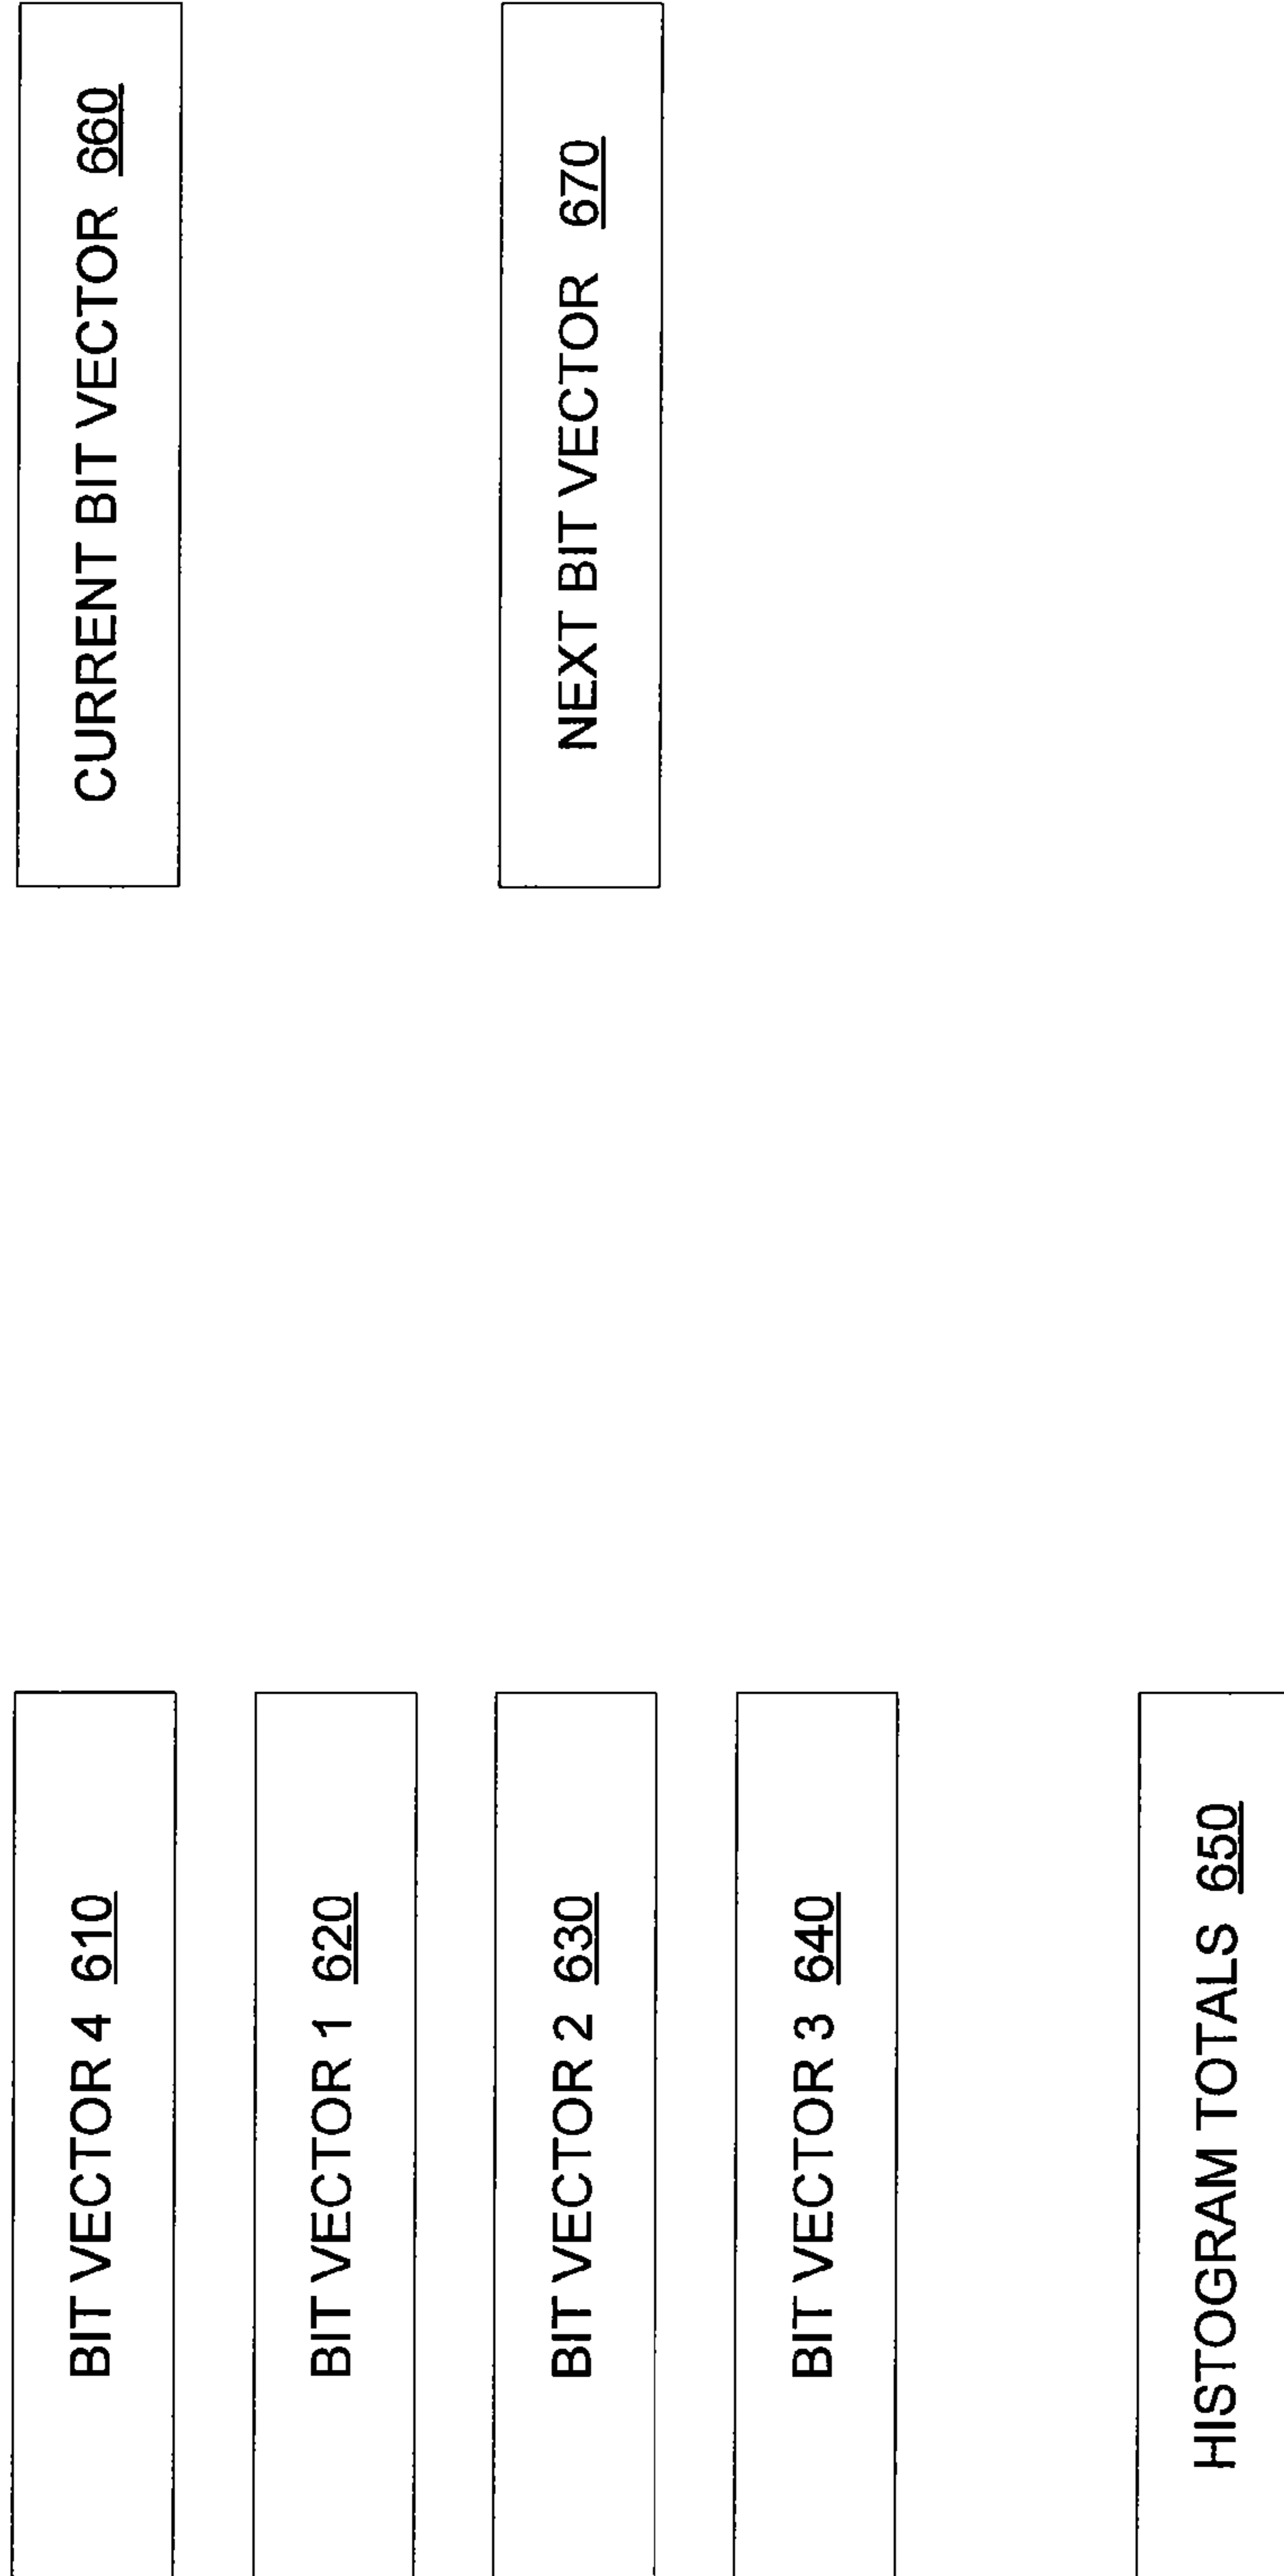 BIT VECTOR 4 610
CURRENT BIT VECTOR 660
BIT VECTOR 1 620
BIT VECTOR 2 630
NEXT BIT VECTOR 670
BIT VECTOR 3 640
HISTOGRAM TOTALS 650